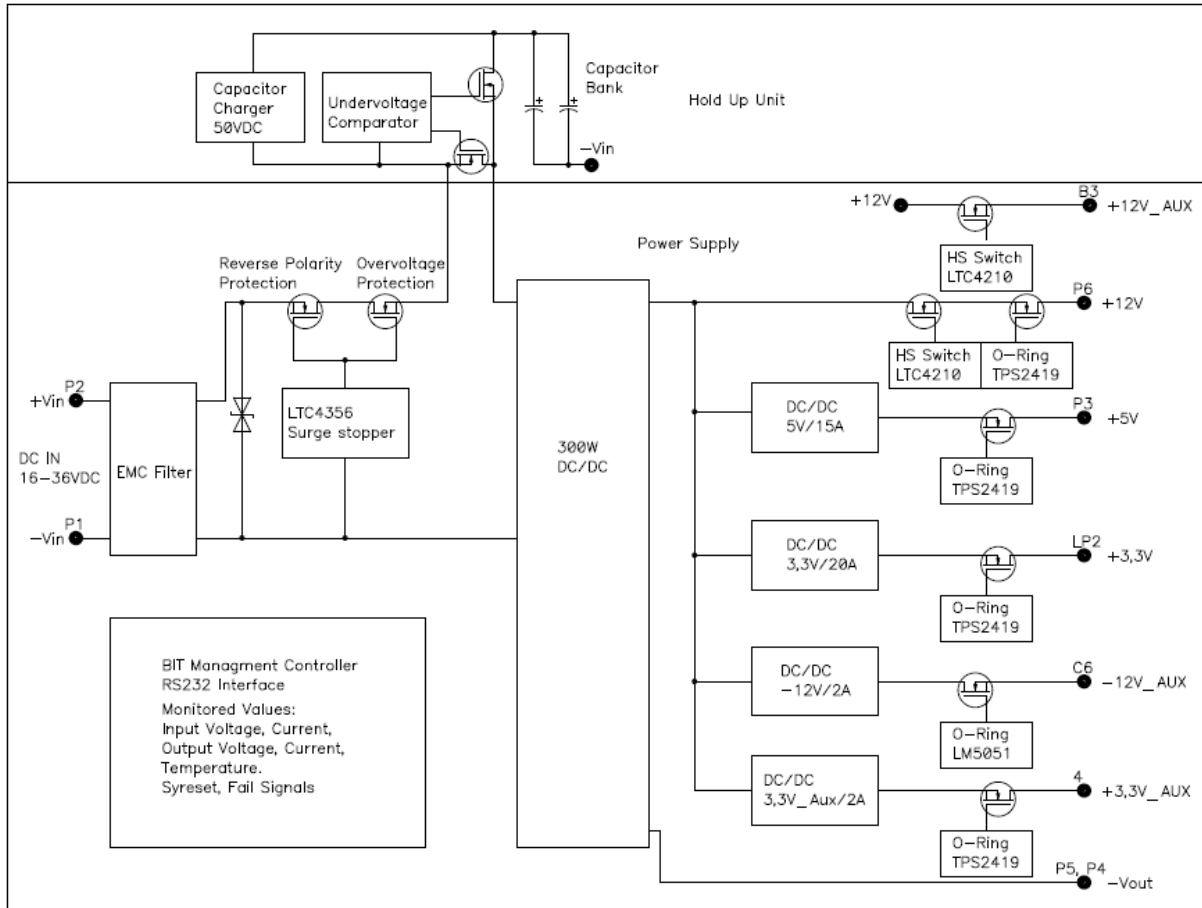 Capacitor
Charger
50VDC
Undervoltage
Comparator
+
+
Capacitor
Bank
Hold Up Unit
-Vin
+12V
B3
+12V_AUX
Power Supply
HS Switch
LTC4210
Reverse Polarity
Protection
Overvoltage
Protection
P6
+12V
HS Switch
LTC4210
O-Ring
TPS2419
P2
+Vin
DC IN
16-36VDC
P1
-Vin
EMC Filter
LTC4356
Surge stopper
300W
DC/DC
DC/DC
5V/15A
P3
+5V
O-Ring
TPS2419
DC/DC
3,3V/20A
LP2
+3,3V
O-Ring
TPS2419
DC/DC
-12V/2A
C6
-12V_AUX
O-Ring
LM5051
DC/DC
3,3V_Aux/2A
4
+3,3V_AUX
O-Ring
TPS2419
P5, P4
-Vout
BIT Managment Controller
RS232 Interface
Monitored Values:
Input Voltage, Current,
Output Voltage, Current,
Temperature.
Syreset, Fail Signals